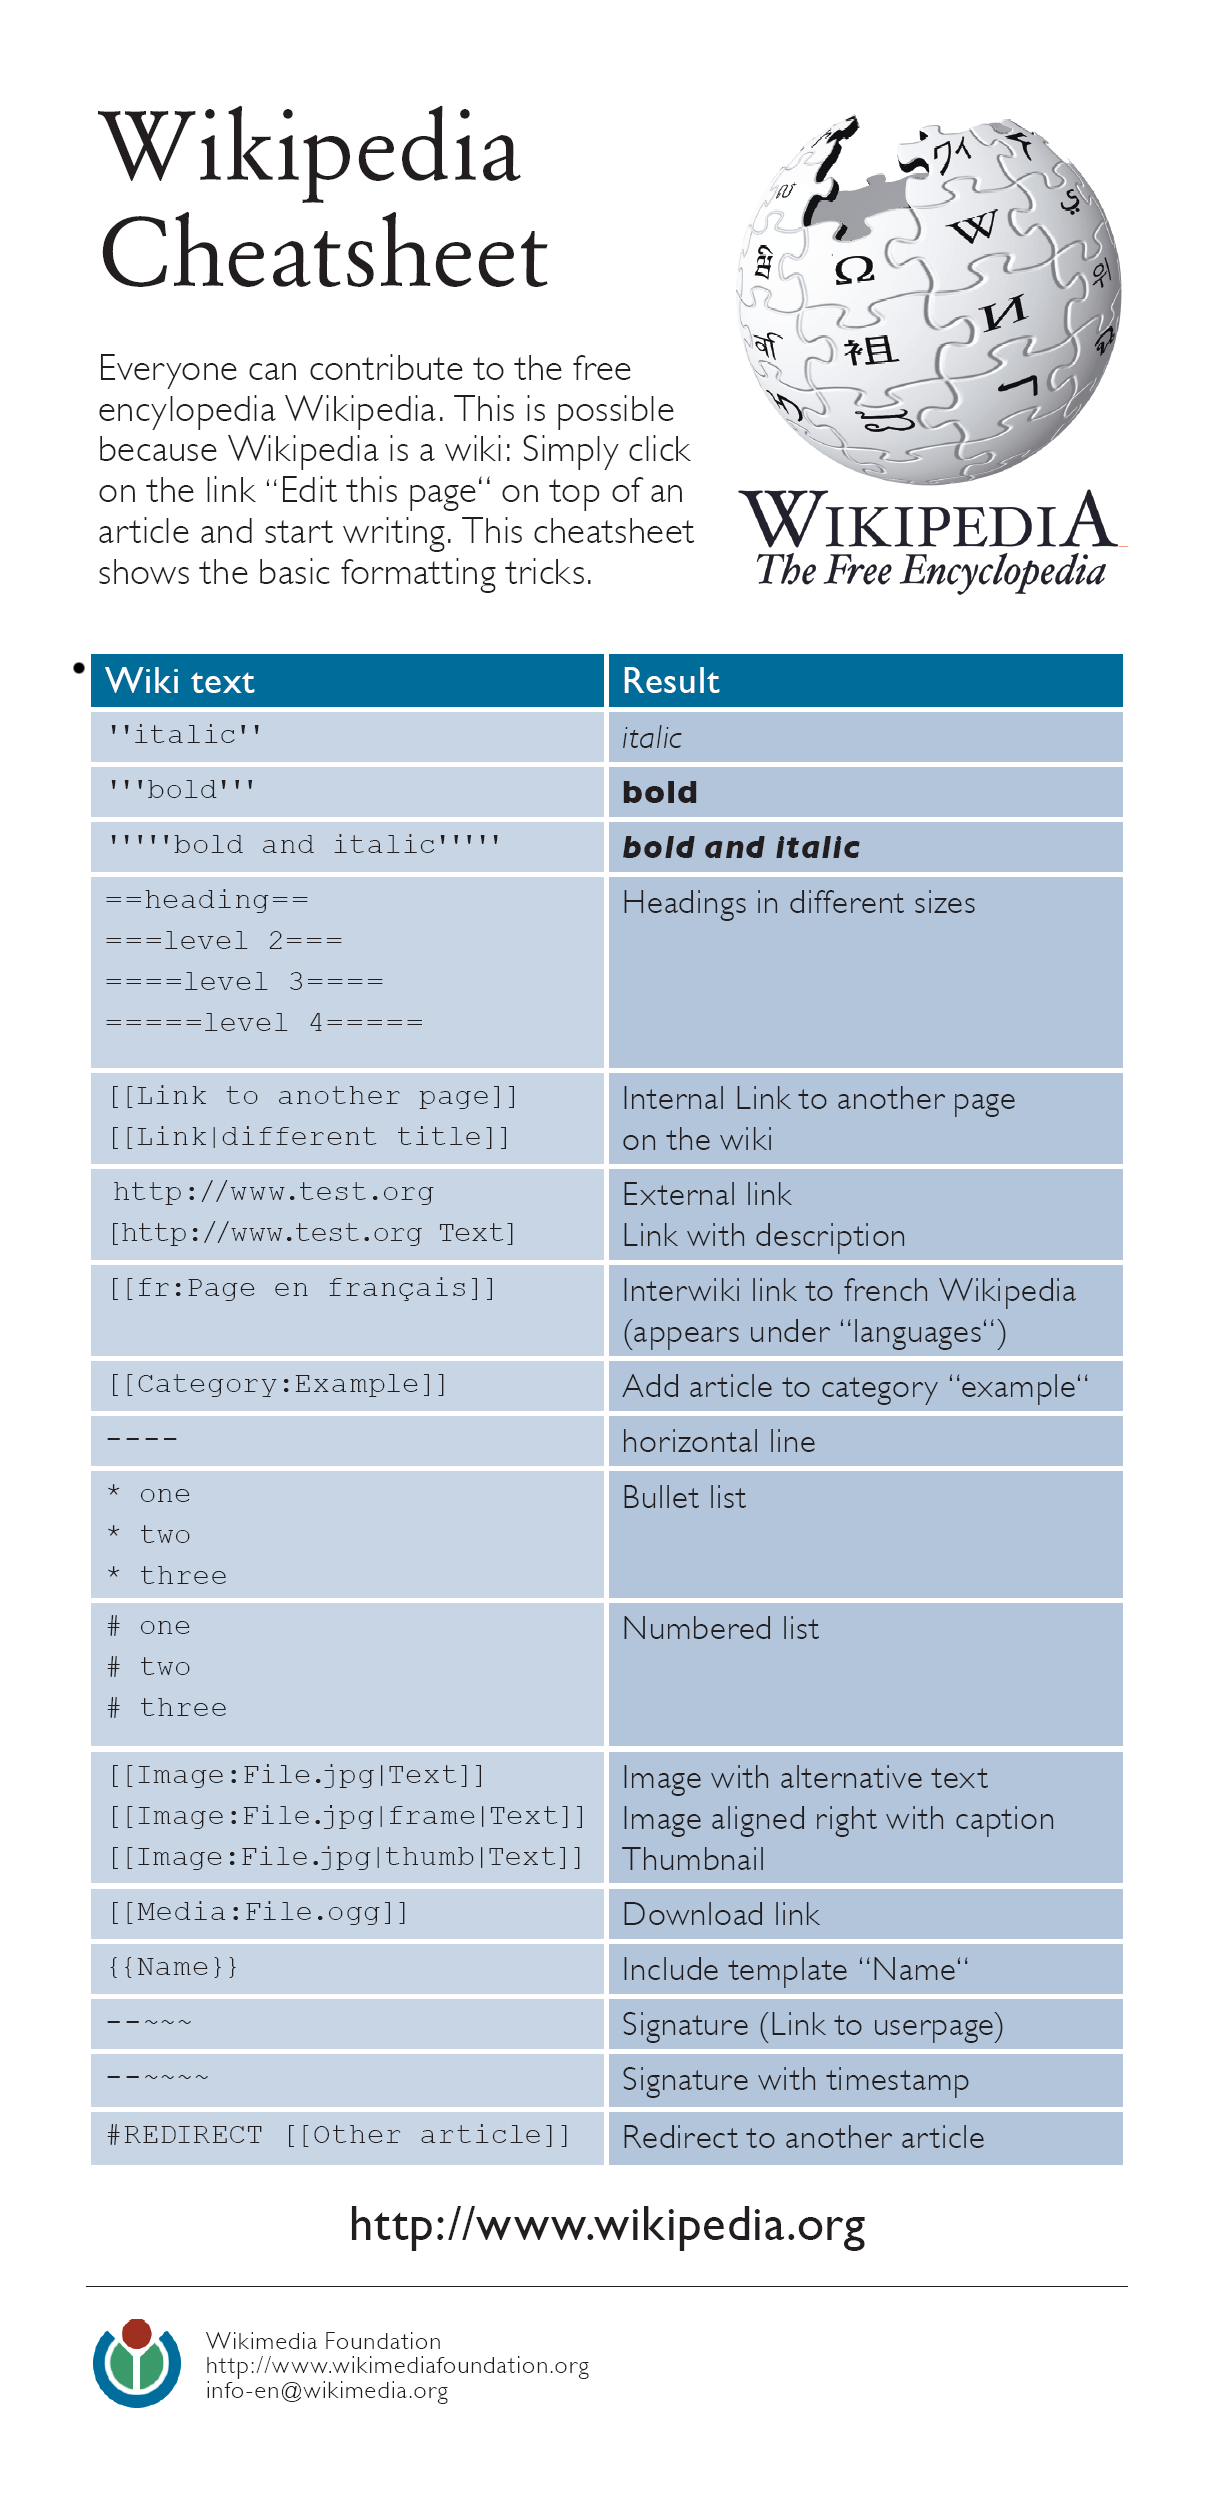 Wikipedia
Cheatsheet
Everyone can contribute to the free
encylopedia Wikipedia. This is possible
because Wikipedia is a wiki: Simply click
on the link “Edit this page“ on top of an
article and start writing. This cheatsheet
shows the basic formatting tricks.
W
Ω
И
祖
WIKIPEDIA
The Free Encyclopedia
Wiki text Result
''italic'' italic
'''bold''' bold
'''''bold and italic''''' bold and italic
==heading== Headings in different sizes
===level 2===
====level 3====
=====level 4=====
[[Link to another page]] Internal Link to another page
[[Link|different title]] on the wiki
http://www.test.org External link
[http://www.test.org Text] Link with description
[[fr:Page en français]] Interwiki link to french Wikipedia
(appears under “languages“)
[[Category:Example]] Add article to category “example“
---- horizontal line
* one Bullet list
* two
* three
# one Numbered list
# two
# three
[[Image:File.jpg|Text]] Image with alternative text
[[Image:File.jpg|frame|Text]] Image aligned right with caption
[[Image:File.jpg|thumb|Text]] Thumbnail
[[Media:File.ogg]] Download link
{{Name}} Include template “Name“
--~~~ Signature (Link to userpage)
--~~~~ Signature with timestamp
#REDIRECT [[Other article]] Redirect to another article
http://www.wikipedia.org
Wikimedia Foundation
http://www.wikimediafoundation.org
info-en@wikimedia.org